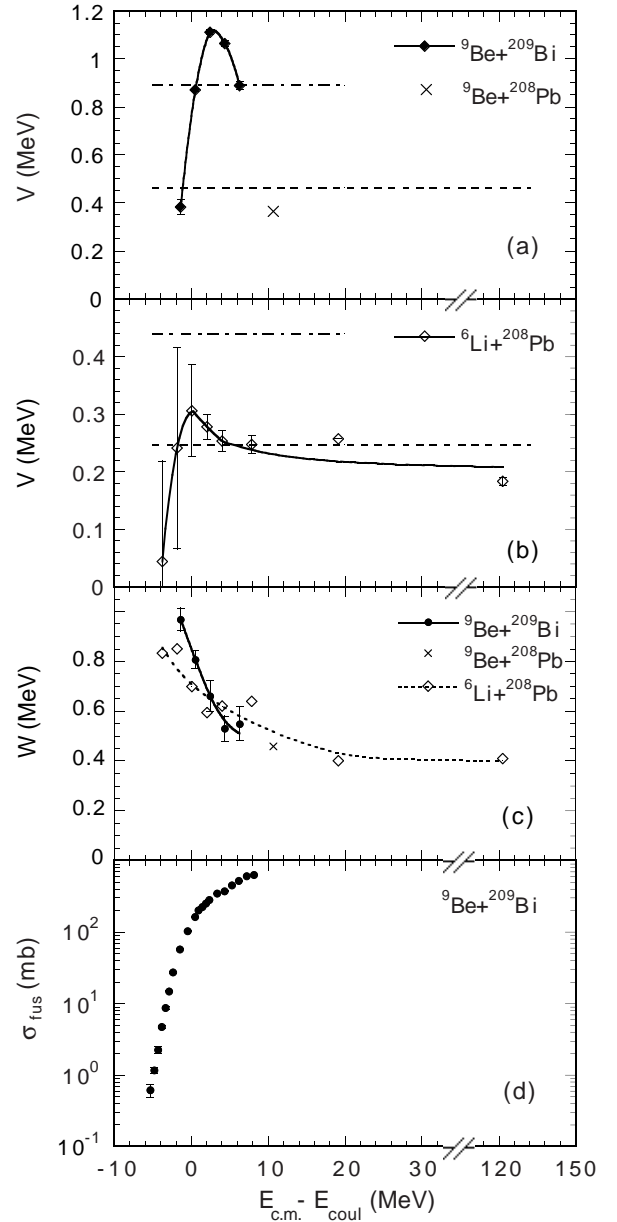 1.2
1
0.8
0.6
0.4
0.2
0
V (MeV)
⁹Be+²⁰⁹Bi
⁹Be+²⁰⁸Pb
(a)
0.4
0.3
0.2
0.1
0
V (MeV)
⁶Li+²⁰⁸Pb
(b)
0.8
0.6
0.4
0.2
0
W (MeV)
⁹Be+²⁰⁹Bi
⁹Be+²⁰⁸Pb
⁶Li+²⁰⁸Pb
(c)
10²
10¹
10⁰
10⁻¹
σfus (mb)
⁹Be+²⁰⁹Bi
(d)
-10 0 10 20 30 120 150
Ec.m.- Ecoul (MeV)